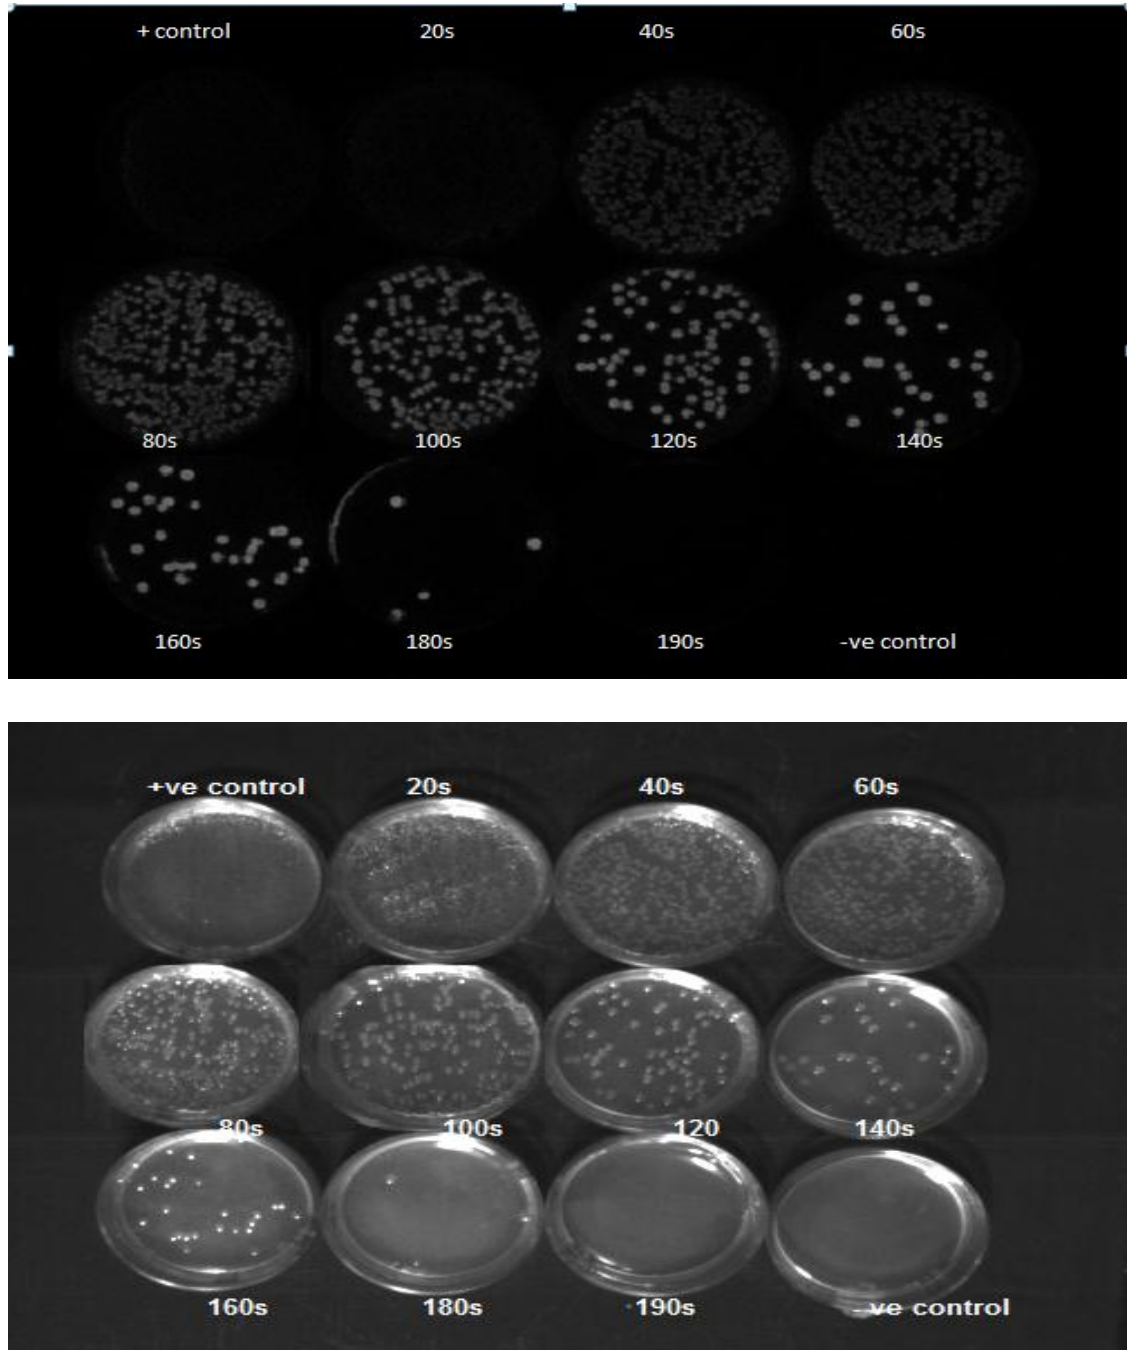 + control 20s 40s 60s
80s 100s 120s 140s
160s 180s 190s -ve control
+ve control 20s 40s 60s
80s 100s 120 140s
160s 180s 190s - ve control